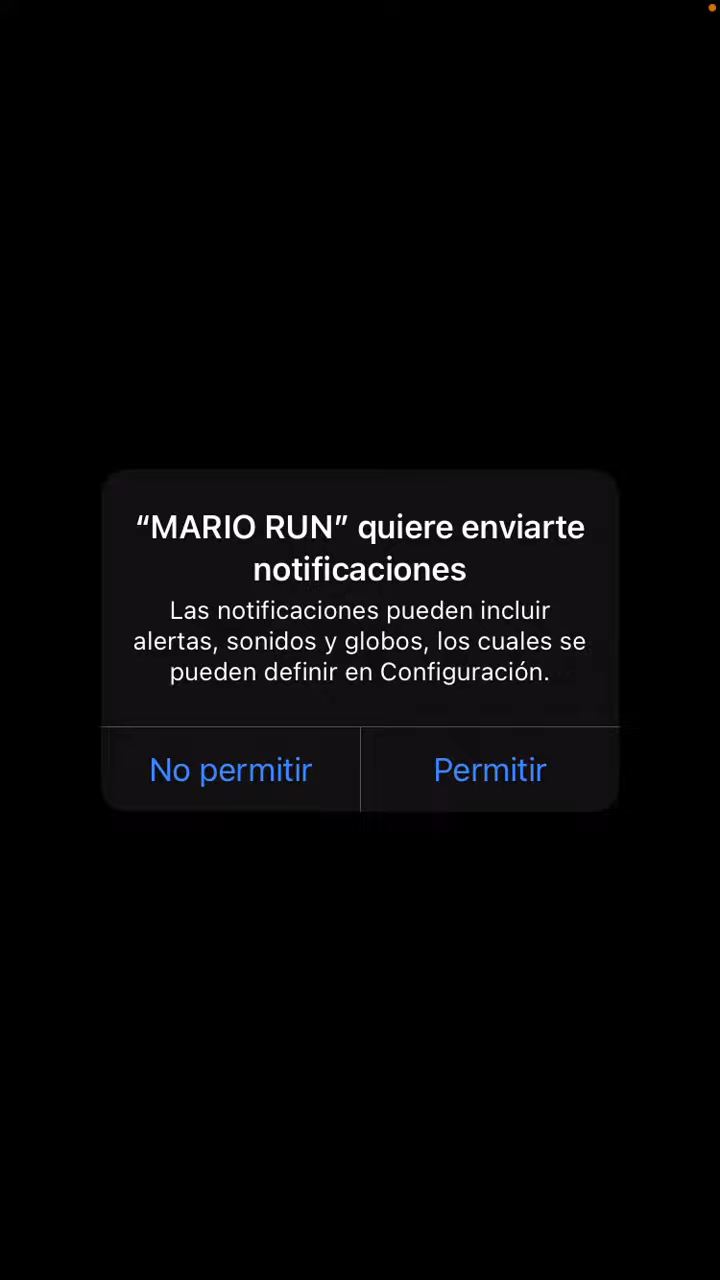 “MARIO RUN” quiere enviarte
notificaciones
Las notificaciones pueden incluir
alertas, sonidos y globos, los cuales se
pueden definir en Configuración.
No permitir
Permitir